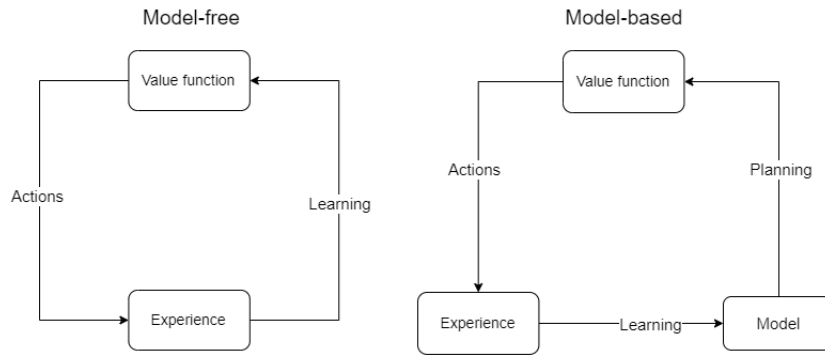 Model-free
Value function
Actions
Learning
Experience
Model-based
Value function
Actions
Planning
Experience
Learning
Model